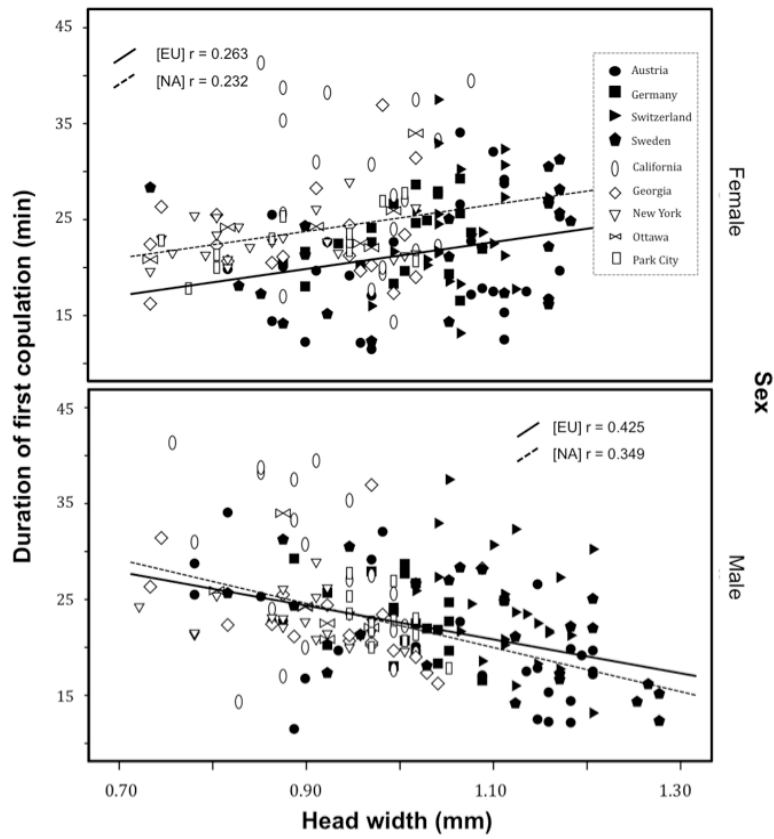 45
35
25
15
[EU] r = 0.263
[NA] r = 0.232
Austria
Germany
Switzerland
Sweden
California
Georgia
New York
Ottawa
Park City
Female
Duration of first copulation (min)
Sex
45
35
25
15
[EU] r = 0.425
[NA] r = 0.349
Male
0.70
0.90
1.10
1.30
Head width (mm)